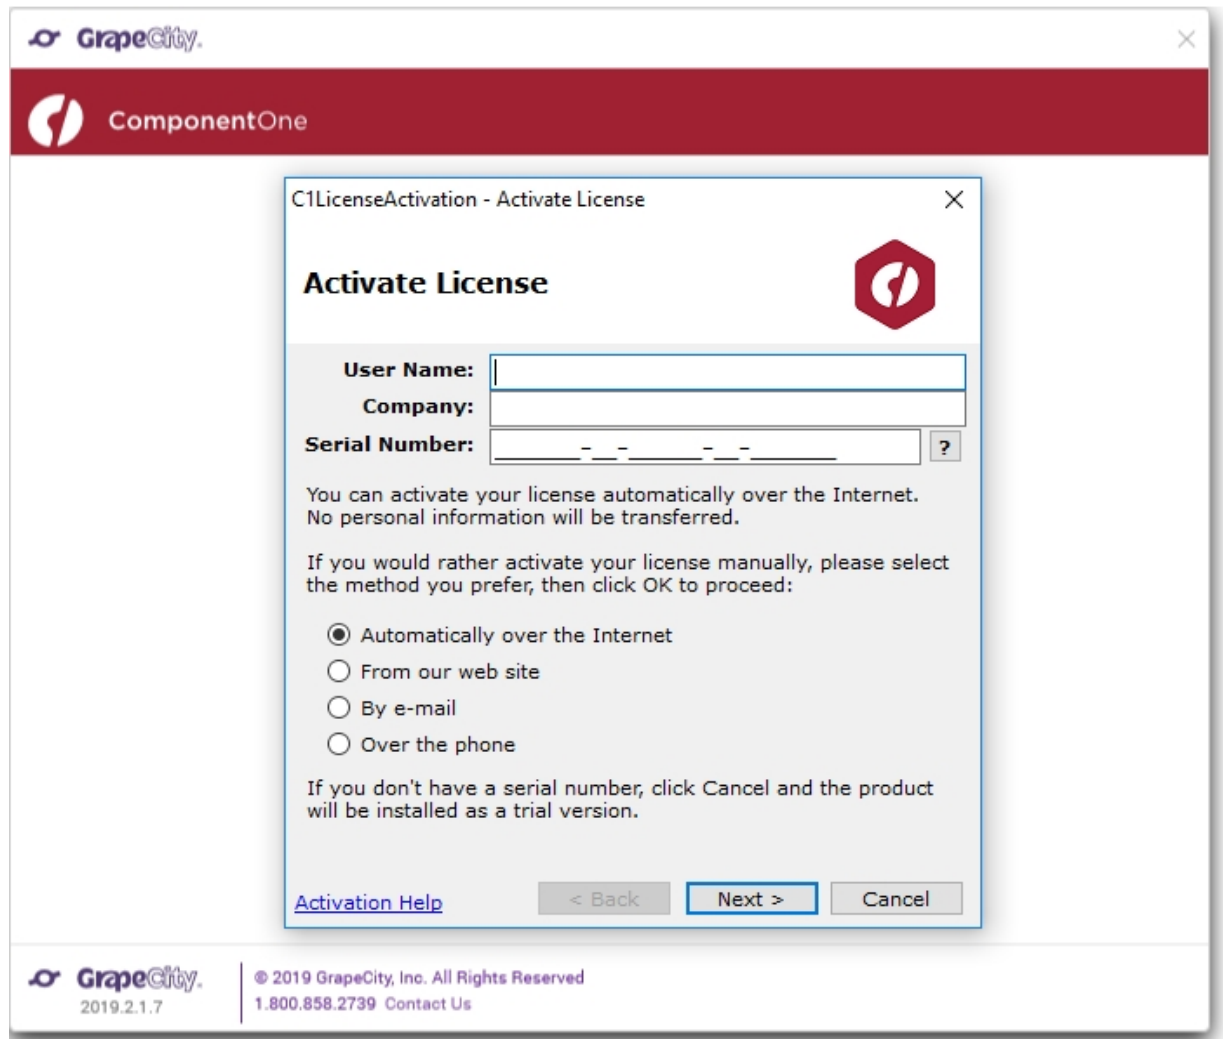 GrapeCity.
ComponentOne
C1LicenseActivation - Activate License
Activate License
User Name:
Company:
Serial Number: _______-__-______-__-_______ ?
You can activate your license automatically over the Internet.
No personal information will be transferred.
If you would rather activate your license manually, please select
the method you prefer, then click OK to proceed:
Automatically over the Internet
From our web site
By e-mail
Over the phone
If you don't have a serial number, click Cancel and the product
will be installed as a trial version.
Activation Help < Back Next > Cancel
GrapeCity.
2019.2.1.7
© 2019 GrapeCity, Inc. All Rights Reserved
1.800.858.2739 Contact Us